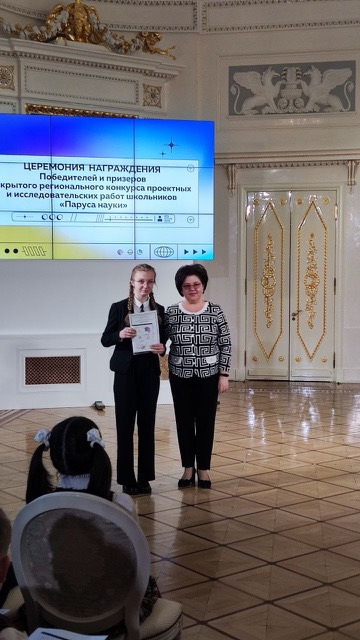 ЦЕРЕМОНИЯ НАГРАЖДЕНИЯ
Победителей и призеров
крытого регионального конкурса проектных
и исследовательских работ школьников
«Паруса науки»